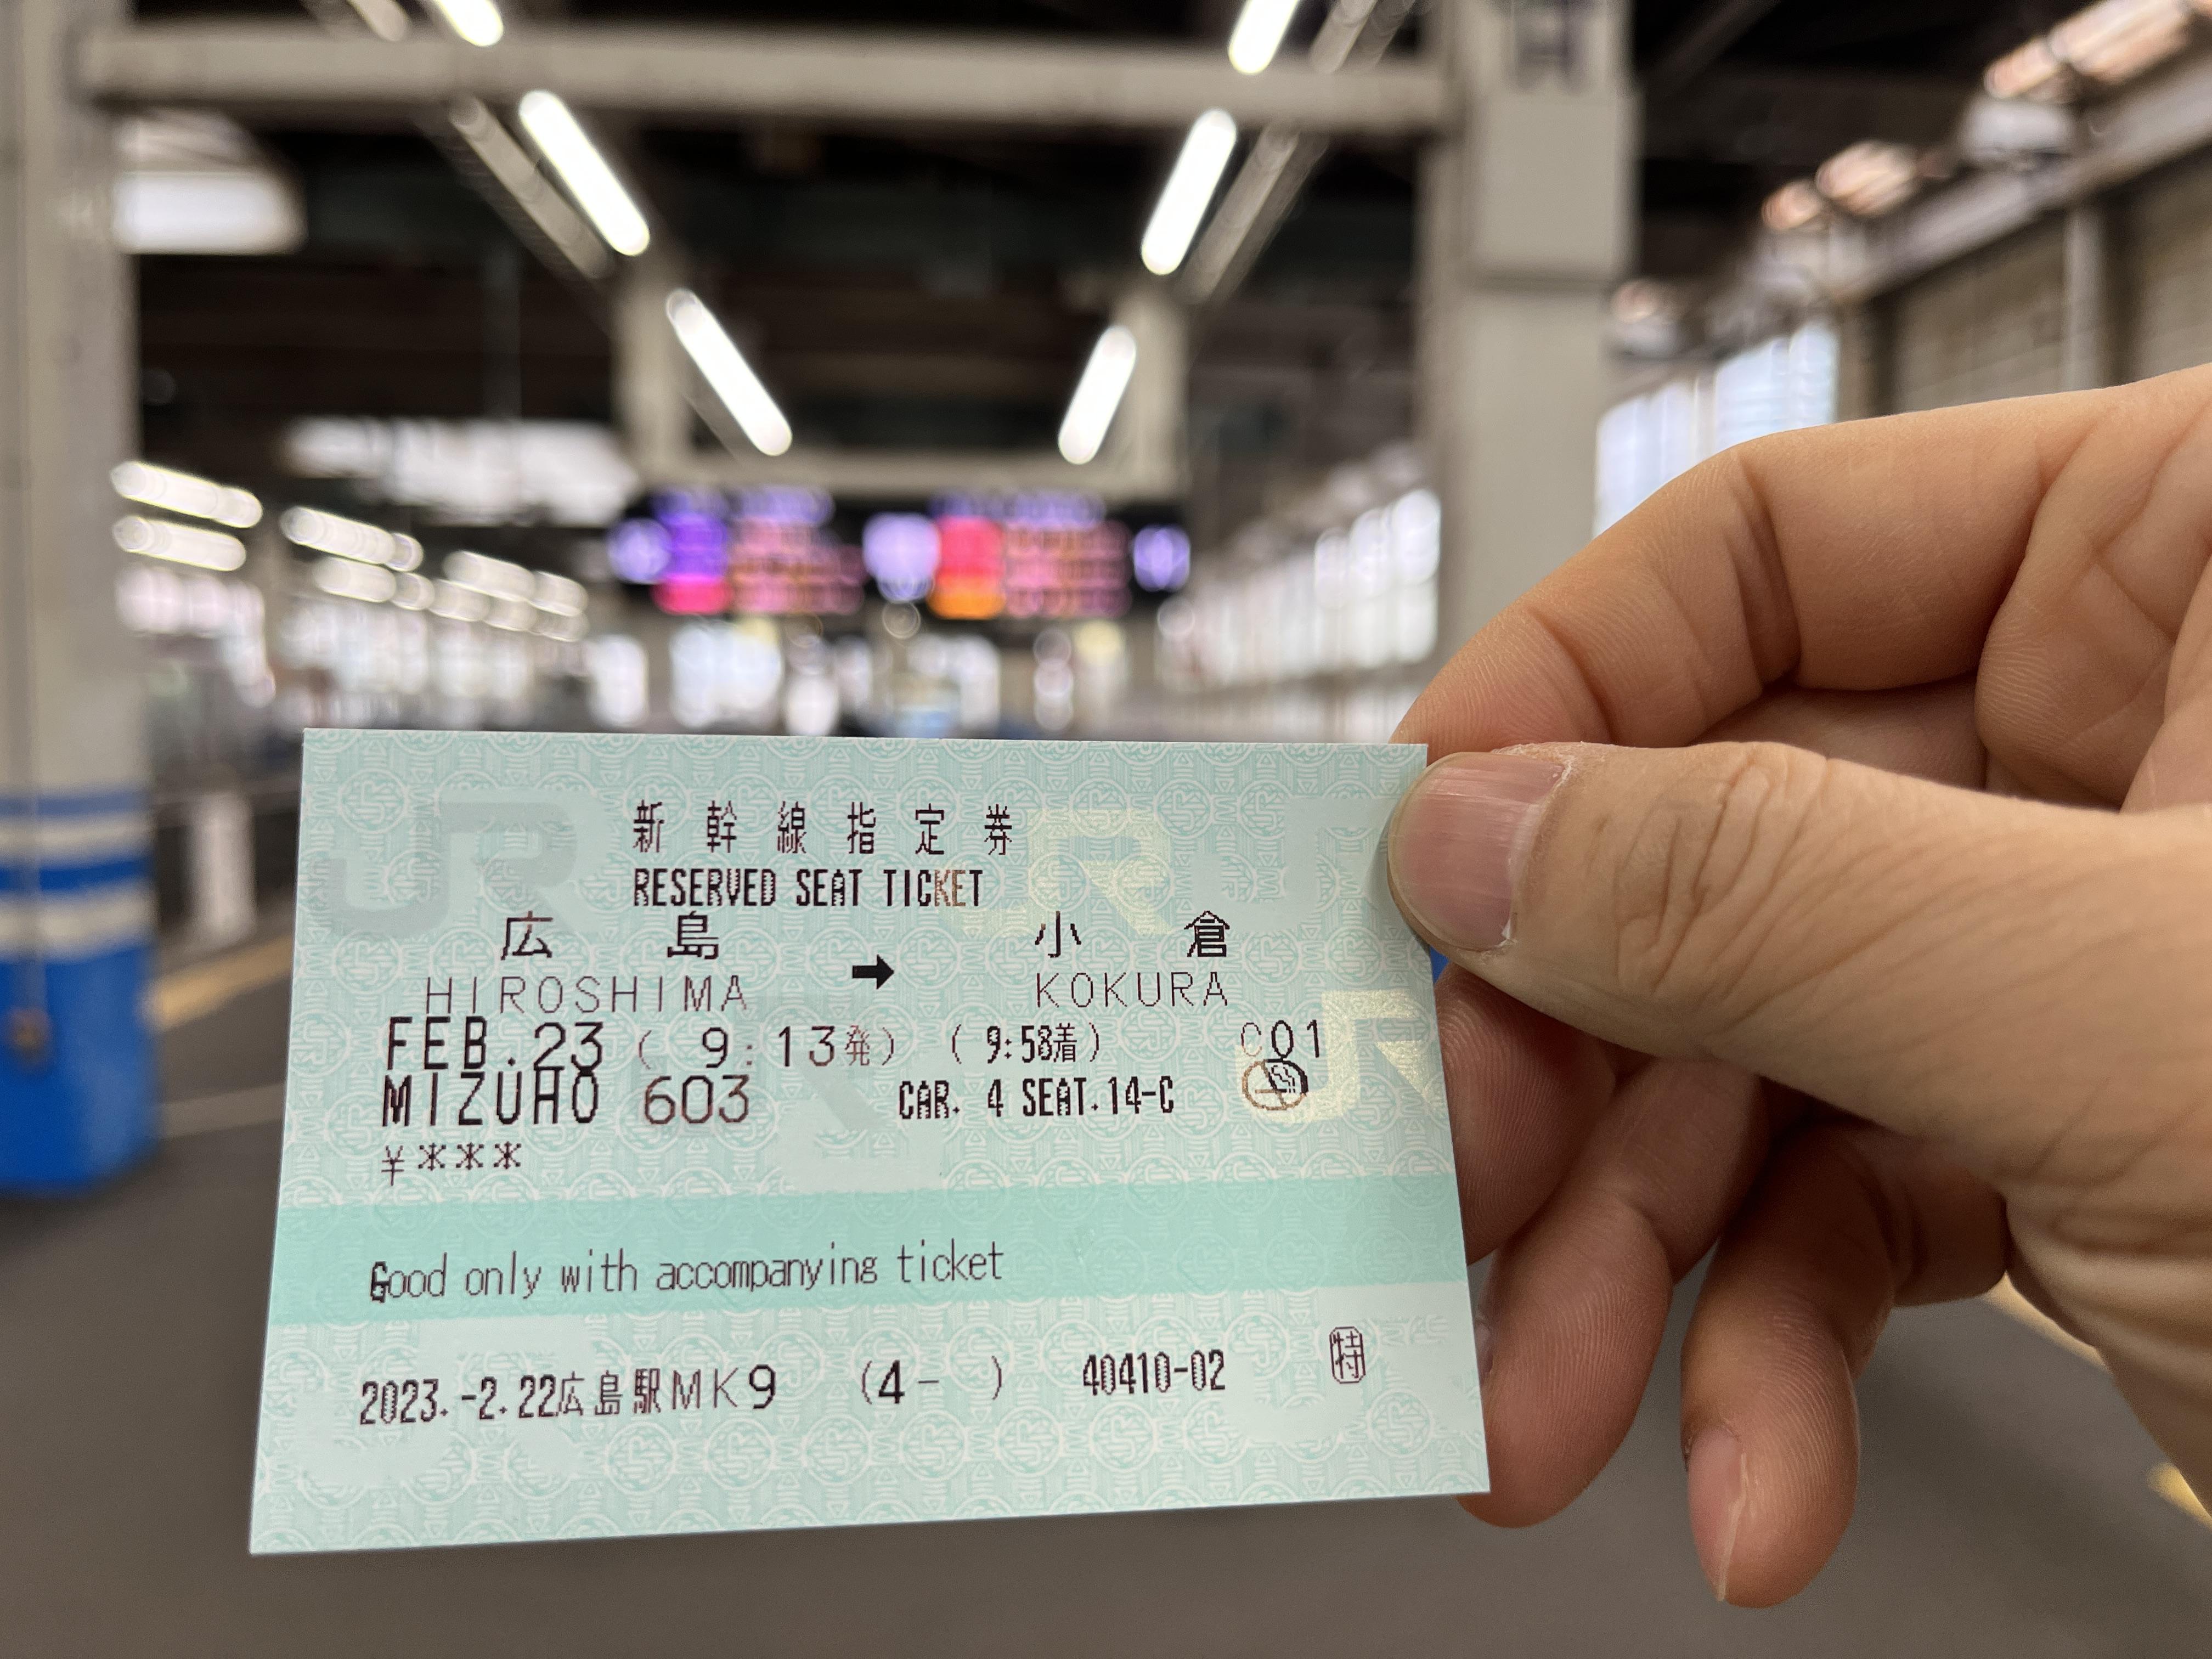 新幹線指定券
RESERVED SEAT TICKET
広島 → 小倉
HIROSHIMA KOKURA
FEB.23 ( 9:13発) ( 9:58着) C01
MIZUHO 603 CAR. 4 SEAT.14-C
¥***
Good only with accompanying ticket
2023.-2.22広島駅MK9 (4- ) 40410-02 特